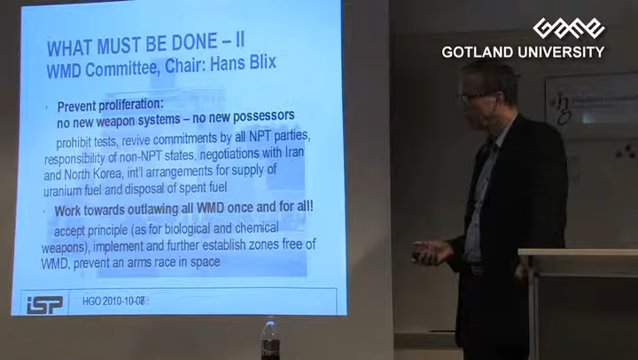 GAME
GOTLAND UNIVERSITY
WHAT MUST BE DONE – II
WMD Committee, Chair: Hans Blix
· Prevent proliferation:
no new weapon systems – no new possessors
prohibit tests, revive commitments by all NPT parties,
responsibility of non-NPT states, negotiations with Iran
and North Korea, int'l arrangements for supply of
uranium fuel and disposal of spent fuel
· Work towards outlawing all WMD once and for all!
accept principle (as for biological and chemical
weapons), implement and further establish zones free of
WMD, prevent an arms race in space
iSP
HGO 2010-10-